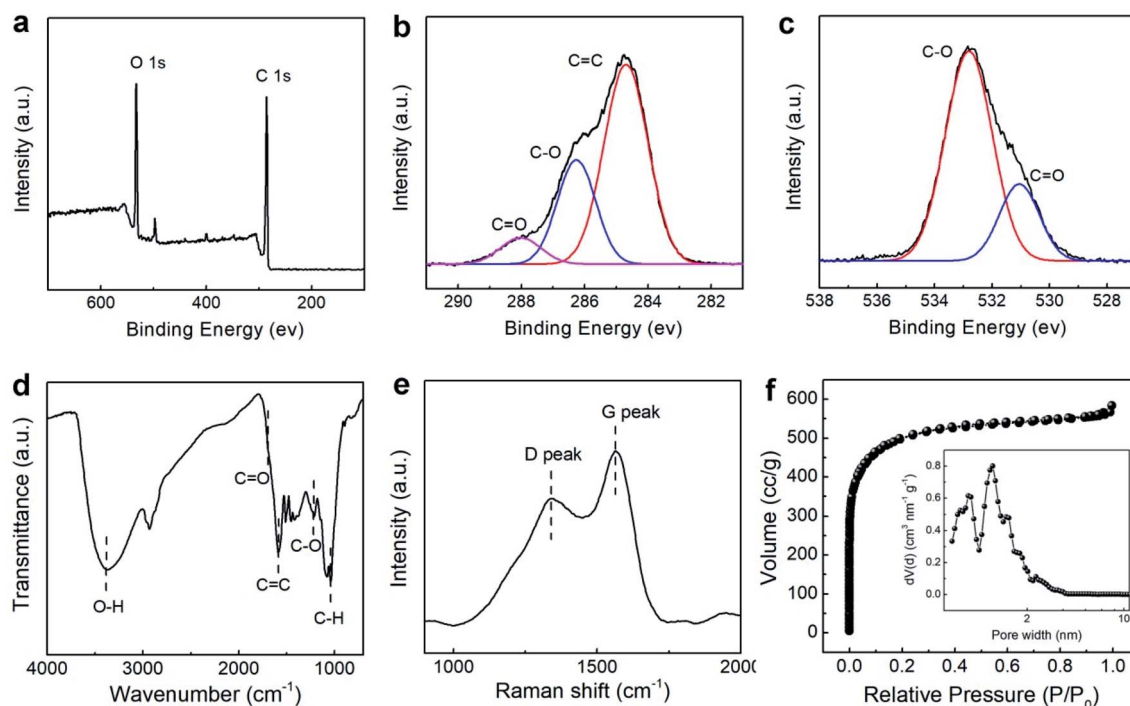 a
O 1s
C 1s
Intensity (a.u.)
600
400
200
Binding Energy (ev)
b
C=C
C-O
C=O
Intensity (a.u.)
290
288
286
284
282
Binding Energy (ev)
c
C-O
C=O
Intensity (a.u.)
538
536
534
532
530
528
Binding Energy (ev)
d
C=O
C-O
C=C
O-H
C-H
Transmittance (a.u.)
4000
3000
2000
1000
Wavenumber (cm⁻¹)
e
G peak
D peak
Intensity (a.u.)
1000
1500
2000
Raman shift (cm⁻¹)
f
Volume (cc/g)
600
500
400
300
200
100
0
0.0
0.2
0.4
0.6
0.8
1.0
Relative Pressure (P/P₀)
dV(d) (cm³ nm⁻¹ g⁻¹)
0.8
0.6
0.4
0.2
0.0
2
10
Pore width (nm)